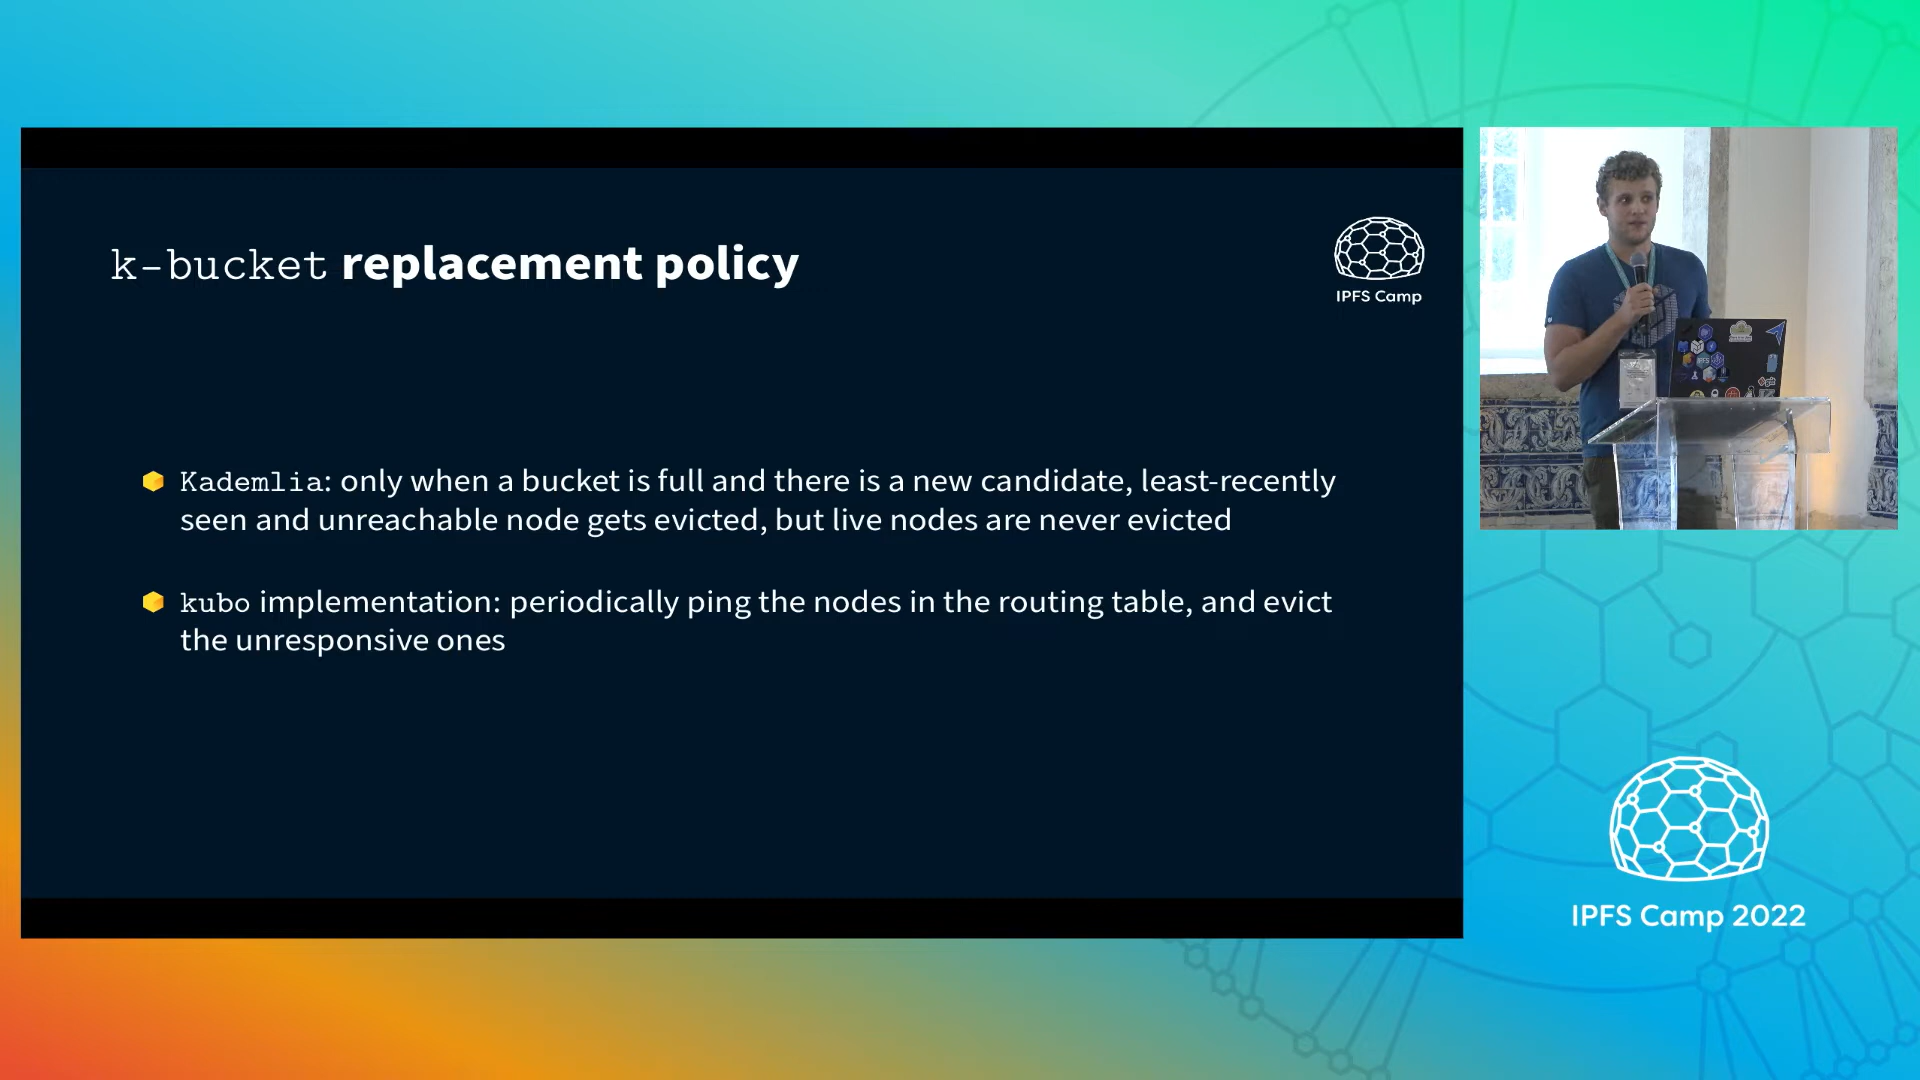 k-bucket replacement policy
IPFS Camp
Kademlia: only when a bucket is full and there is a new candidate, least-recently
seen and unreachable node gets evicted, but live nodes are never evicted
kubo implementation: periodically ping the nodes in the routing table, and evict
the unresponsive ones
IPFS
git
IPFS Camp 2022